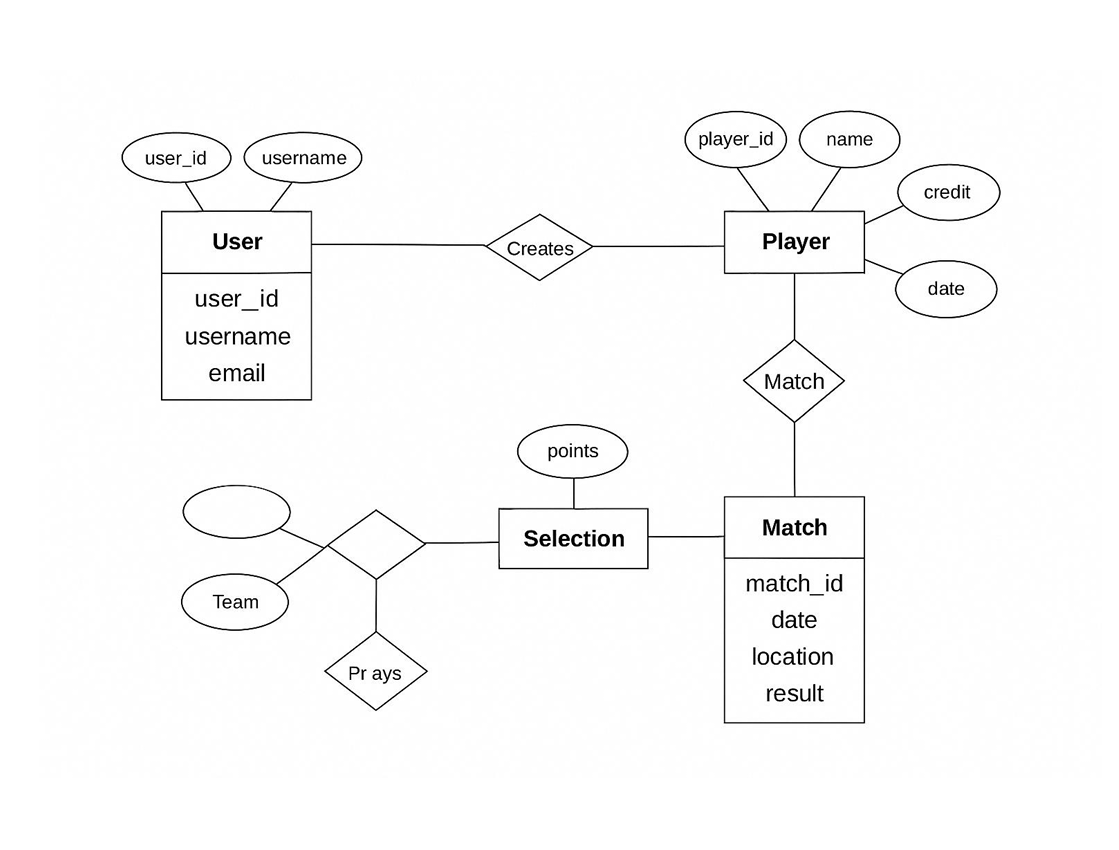 player_id
name
user_id
username
credit
User
Creates
Player
date
user_id
username
email
Match
points
Selection
Match
Team
match_id
date
location
result
Pr ays